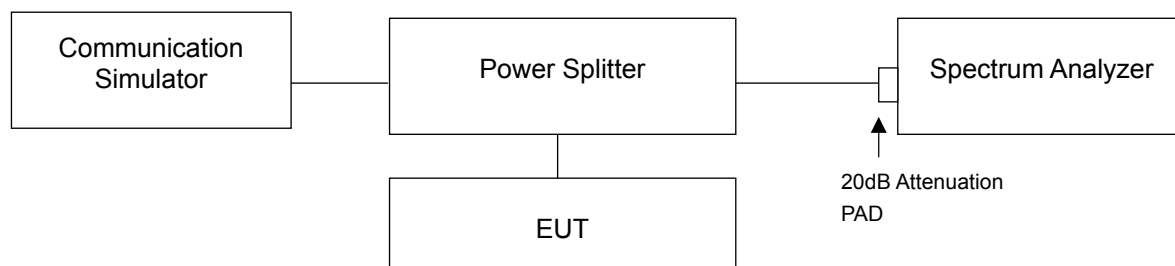 Communication
Simulator
Power Splitter
Spectrum Analyzer
20dB Attenuation
PAD
EUT